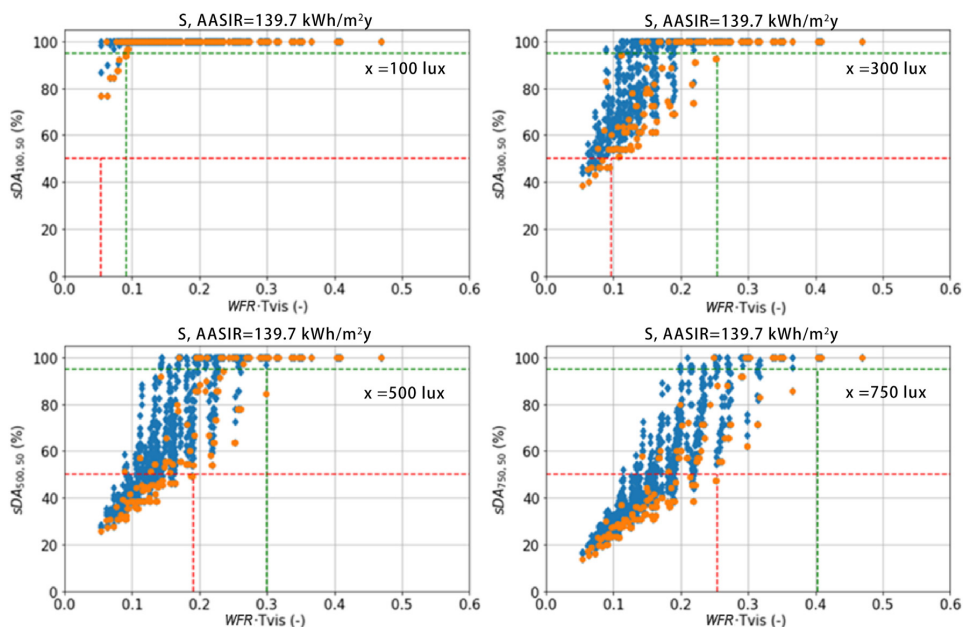 S, AASIR=139.7 kWh/m²y
x =100 lux
sDA100, 50 (%)
100
80
60
40
20
0
0.0 0.1 0.2 0.3 0.4 0.5 0.6
WFR·Tvis (-)
S, AASIR=139.7 kWh/m²y
x =300 lux
sDA300, 50 (%)
100
80
60
40
20
0
0.0 0.1 0.2 0.3 0.4 0.5 0.6
WFR·Tvis (-)
S, AASIR=139.7 kWh/m²y
x =500 lux
sDA500, 50 (%)
100
80
60
40
20
0
0.0 0.1 0.2 0.3 0.4 0.5 0.6
WFR·Tvis (-)
S, AASIR=139.7 kWh/m²y
x =750 lux
sDA750, 50 (%)
100
80
60
40
20
0
0.0 0.1 0.2 0.3 0.4 0.5 0.6
WFR·Tvis (-)